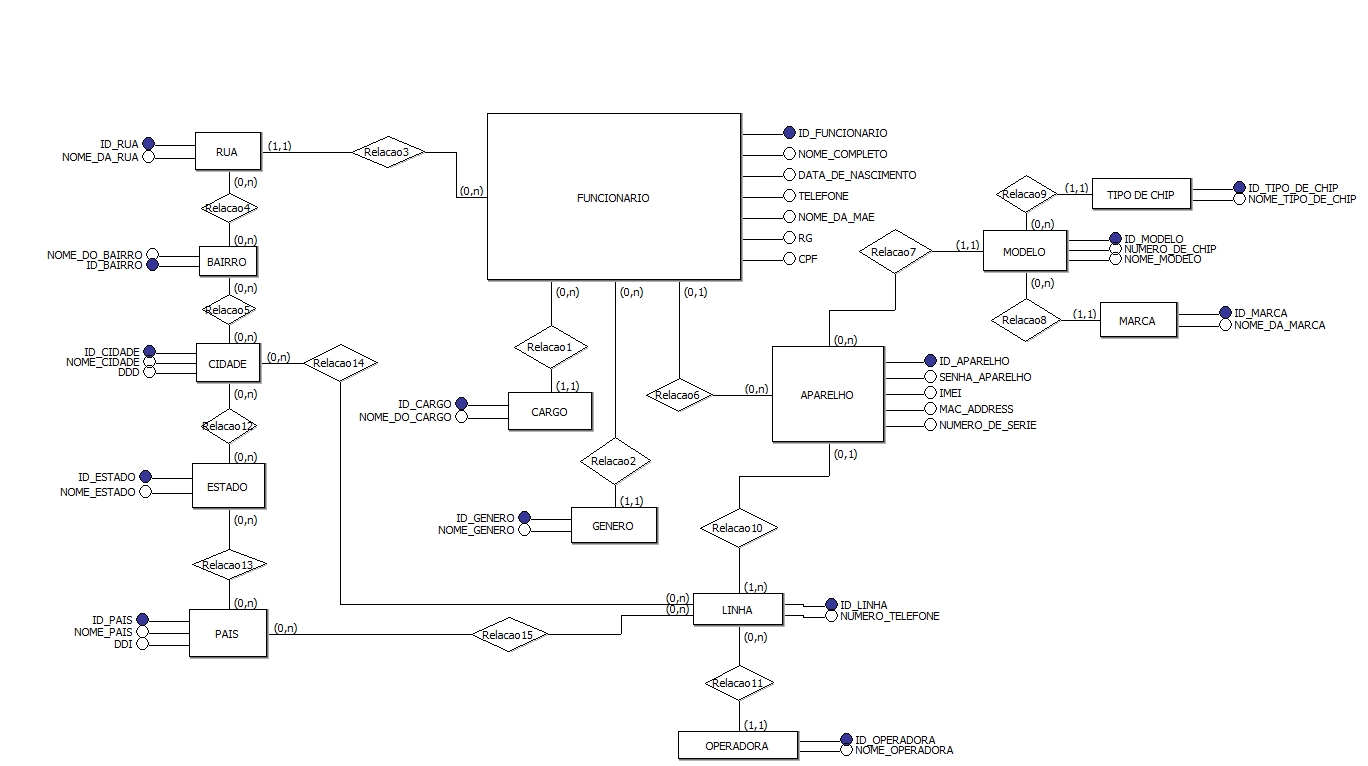 ID_RUA
NOME_DA_RUA
RUA
(1,1)
Relacao3
(0,n)
FUNCIONARIO
ID_FUNCIONARIO
NOME_COMPLETO
DATA_DE_NASCIMENTO
TELEFONE
NOME_DA_MAE
RG
CPF
(0,n)
Relacao4
(0,n)
NOME_DO_BAIRRO
ID_BAIRRO
BAIRRO
(0,n)
Relacao5
(0,n)
ID_CIDADE
NOME_CIDADE
DDD
CIDADE
(0,n)
Relacao14
(0,n)
Relacao12
(0,n)
ID_ESTADO
NOME_ESTADO
ESTADO
(0,n)
Relacao13
(0,n)
ID_PAIS
NOME_PAIS
DDI
PAIS
(0,n)
Relacao15
(0,n)
(0,n)
(0,n)
Relacao1
(1,1)
ID_CARGO
NOME_DO_CARGO
CARGO
(0,n)
Relacao2
(1,1)
ID_GENERO
NOME_GENERO
GENERO
(0,1)
Relacao6
(0,n)
APARELHO
ID_APARELHO
SENHA_APARELHO
IMEI
MAC_ADDRESS
NUMERO_DE_SERIE
(0,n)
Relacao7
(1,1)
MODELO
ID_MODELO
NUMERO_DE_CHIP
NOME_MODELO
(0,n)
Relacao9
(1,1)
TIPO DE CHIP
ID_TIPO_DE_CHIP
NOME_TIPO_DE_CHIP
(0,n)
Relacao8
(1,1)
MARCA
ID_MARCA
NOME_DA_MARCA
(0,1)
Relacao10
(1,n)
LINHA
ID_LINHA
NUMERO_TELEFONE
(0,n)
Relacao11
(1,1)
OPERADORA
ID_OPERADORA
NOME_OPERADORA